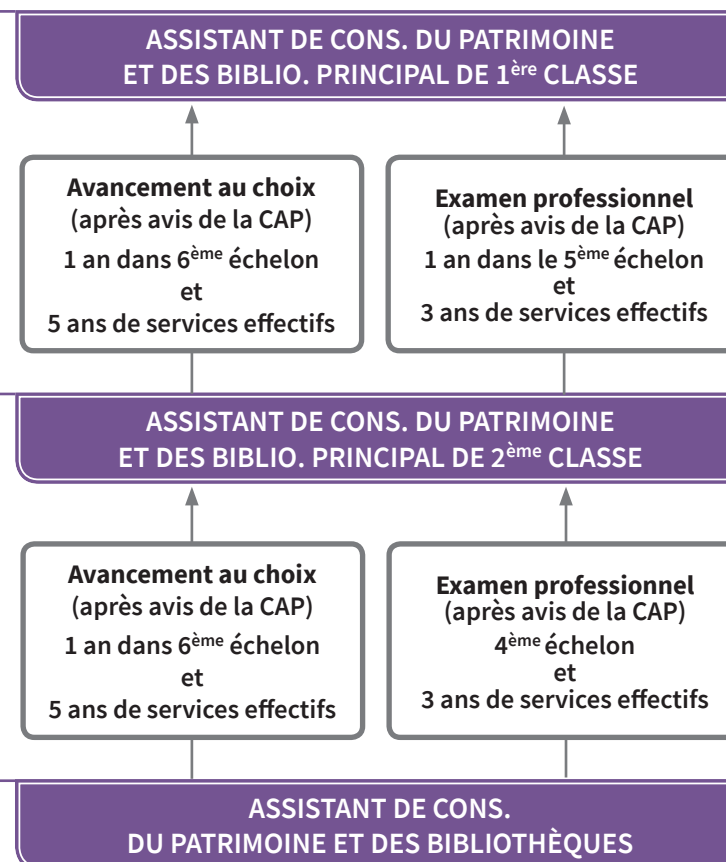 ASSISTANT DE CONS. DU PATRIMOINE
ET DES BIBLIO. PRINCIPAL DE 1ère CLASSE
Avancement au choix
(après avis de la CAP)
1 an dans 6ème échelon
et
5 ans de services effectifs
Examen professionnel
(après avis de la CAP)
1 an dans le 5ème échelon
et
3 ans de services effectifs
ASSISTANT DE CONS. DU PATRIMOINE
ET DES BIBLIO. PRINCIPAL DE 2ème CLASSE
Avancement au choix
(après avis de la CAP)
1 an dans 6ème échelon
et
5 ans de services effectifs
Examen professionnel
(après avis de la CAP)
4ème échelon
et
3 ans de services effectifs
ASSISTANT DE CONS.
DU PATRIMOINE ET DES BIBLIOTHÈQUES